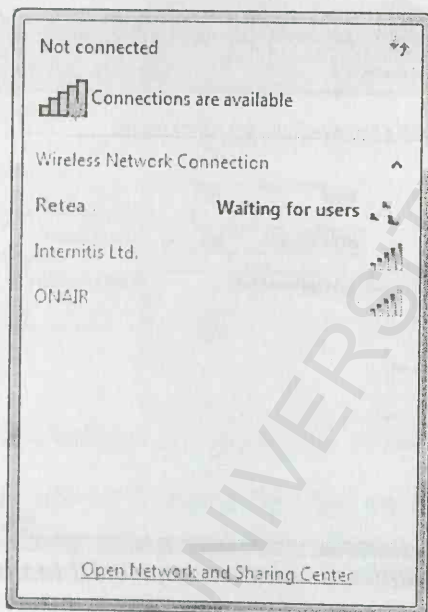 Not connected
Connections are available
Wireless Network Connection
Retea Waiting for users
Internitis Ltd.
ONAIR
Open Network and Sharing Center
UNIVERSIT